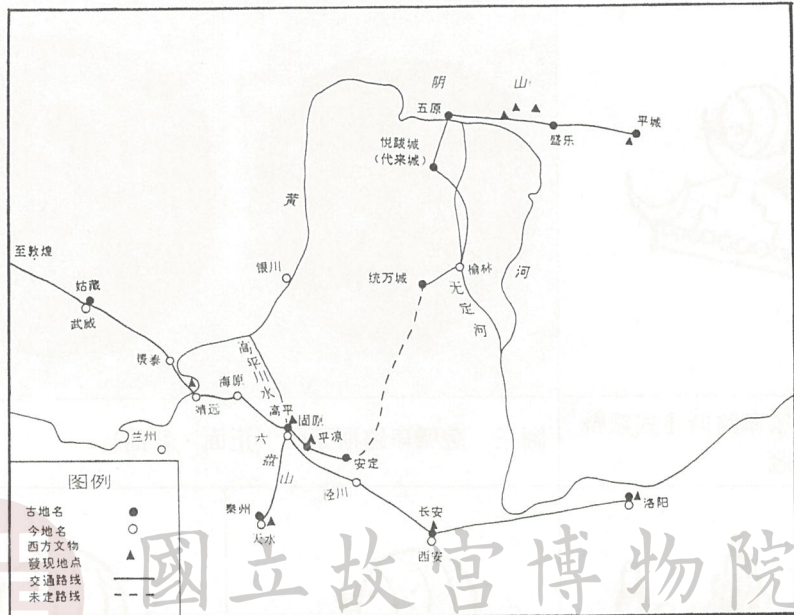 阴 山
五原
平城
盛乐
悦跋城
(代来城)
黄
河
至敦煌
银川
榆林
统万城
无定河
姑藏
武威
景泰
高平川水
海原
靖远
高平
固原
平凉
兰州
六盘山
安定
泾川
秦州
天水
长安
西安
洛阳
图例
古地名
今地名
西方文物
發现地点
交通路线
未定路线
國立故宮博物院